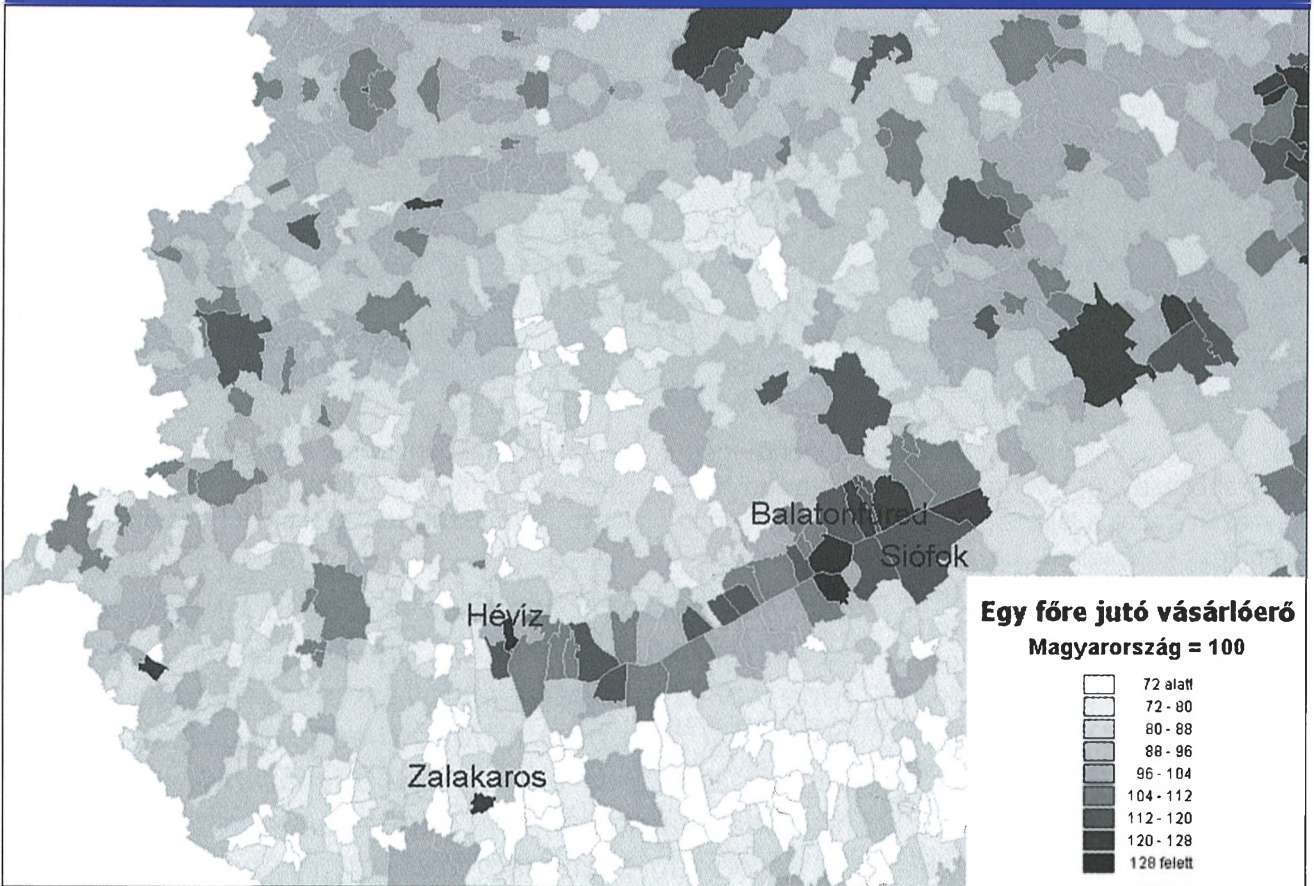 Balatonfüred
Siófok
Hévíz
Zalakaros
Egy főre jutó vásárlóerő
Magyarország = 100
72 alatt
72 - 80
80 - 88
88 - 96
96 - 104
104 - 112
112 - 120
120 - 128
128 felett